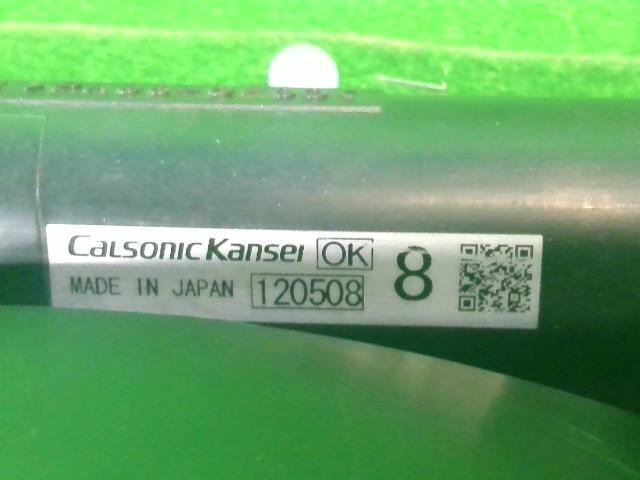 CALSONIC KANSEI OK 8
MADE IN JAPAN 120508